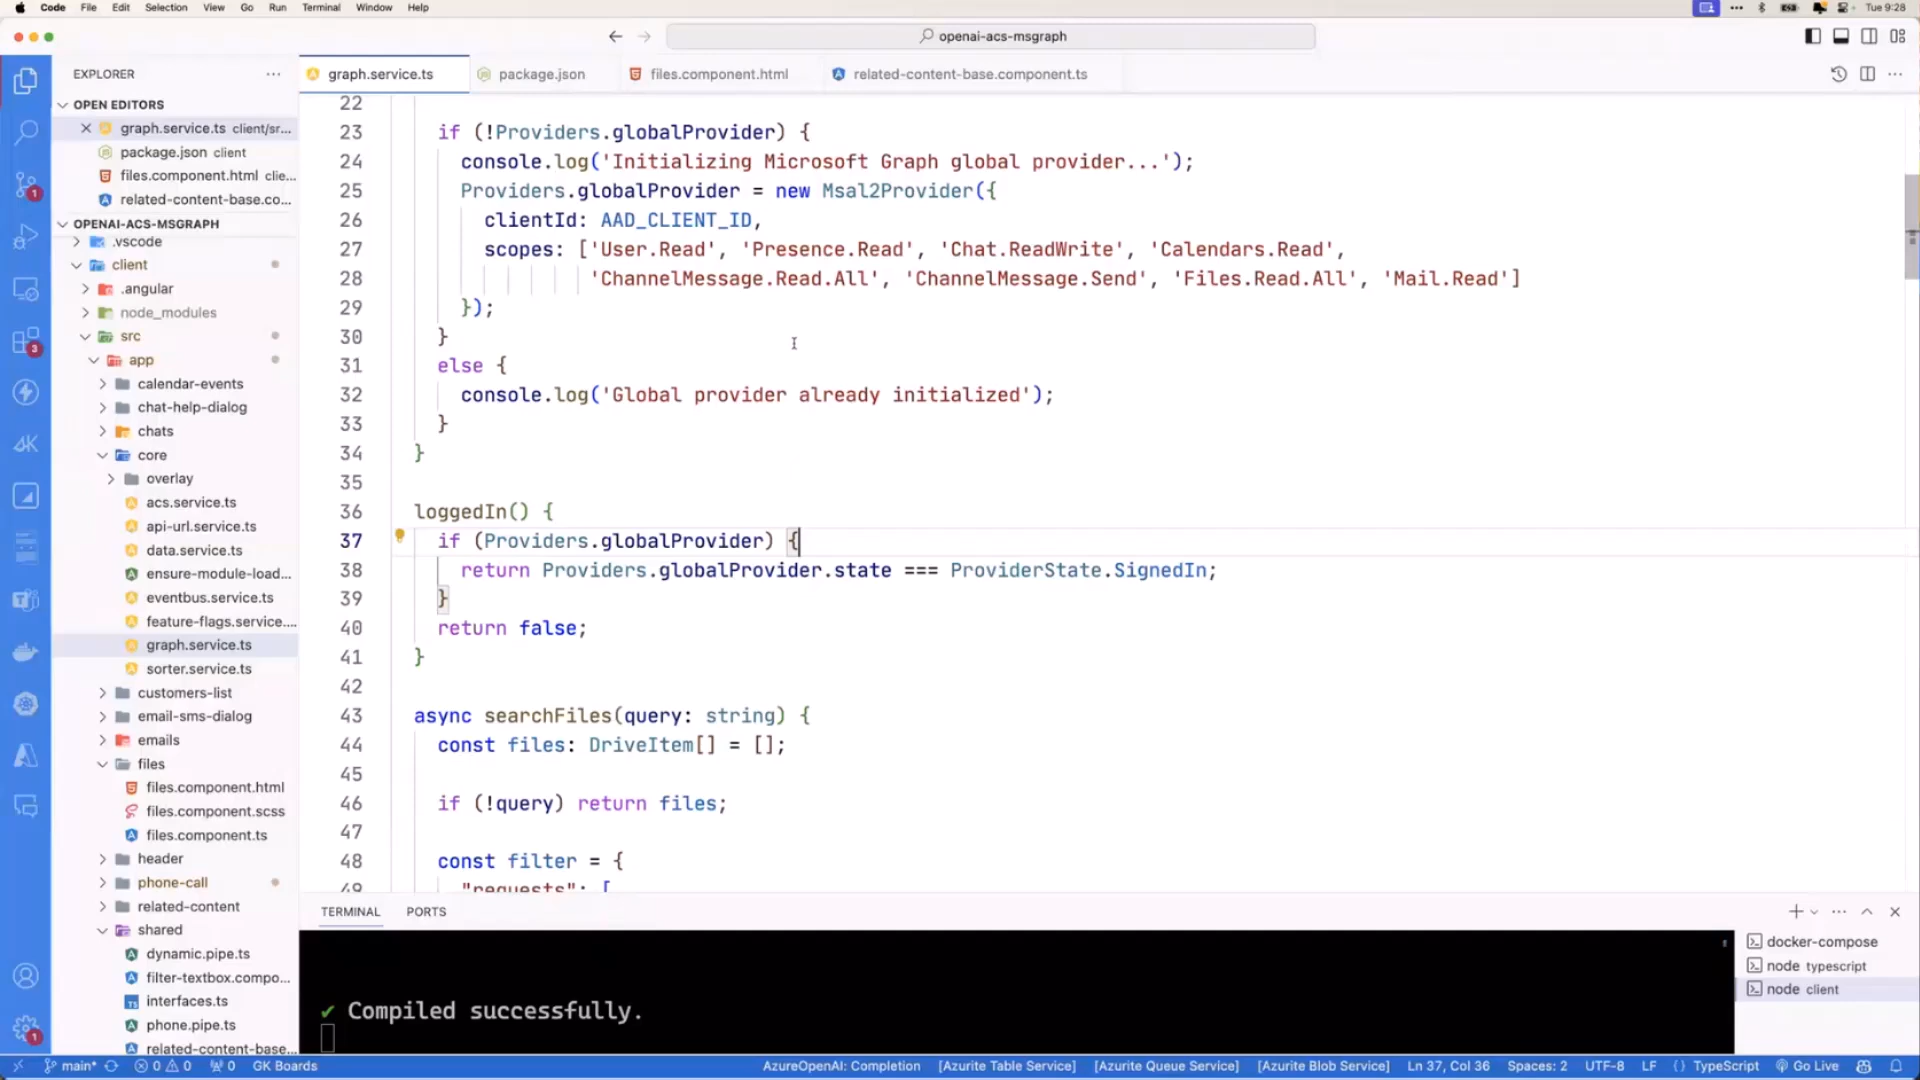 Code File Edit Selection View Go Run Terminal Window Help Tue 9:28
openai-acs-msgraph
EXPLORER
OPEN EDITORS
graph.service.ts client/sr...
package.json client
files.component.html clie...
related-content-base.co...
OPENAI-ACS-MSGRAPH
.vscode
client
.angular
node_modules
src
app
calendar-events
chat-help-dialog
chats
core
overlay
acs.service.ts
api-url.service.ts
data.service.ts
ensure-module-load...
eventbus.service.ts
feature-flags.service....
graph.service.ts
sorter.service.ts
customers-list
email-sms-dialog
emails
files
files.component.html
files.component.scss
files.component.ts
header
phone-call
related-content
shared
dynamic.pipe.ts
filter-textbox.compo...
interfaces.ts
phone.pipe.ts
related-content-base...
graph.service.ts package.json files.component.html related-content-base.component.ts
22
23 if (!Providers.globalProvider) {
24 console.log('Initializing Microsoft Graph global provider...');
25 Providers.globalProvider = new Msal2Provider({
26 clientId: AAD_CLIENT_ID,
27 scopes: ['User.Read', 'Presence.Read', 'Chat.ReadWrite', 'Calendars.Read',
28 'ChannelMessage.Read.All', 'ChannelMessage.Send', 'Files.Read.All', 'Mail.Read']
29 });
30 }
31 else {
32 console.log('Global provider already initialized');
33 }
34 }
35
36 loggedIn() {
37 if (Providers.globalProvider) {
38 return Providers.globalProvider.state === ProviderState.SignedIn;
39 }
40 return false;
41 }
42
43 async searchFiles(query: string) {
44 const files: DriveItem[] = [];
45
46 if (!query) return files;
47
48 const filter = {
49 "requests": [
TERMINAL PORTS
✔ Compiled successfully.
docker-compose
node typescript
node client
1
3
1
main* 0 0 0 GK Boards AzureOpenAI: Completion [Azurite Table Service] [Azurite Queue Service] [Azurite Blob Service] Ln 37, Col 36 Spaces: 2 UTF-8 LF {} TypeScript Go Live